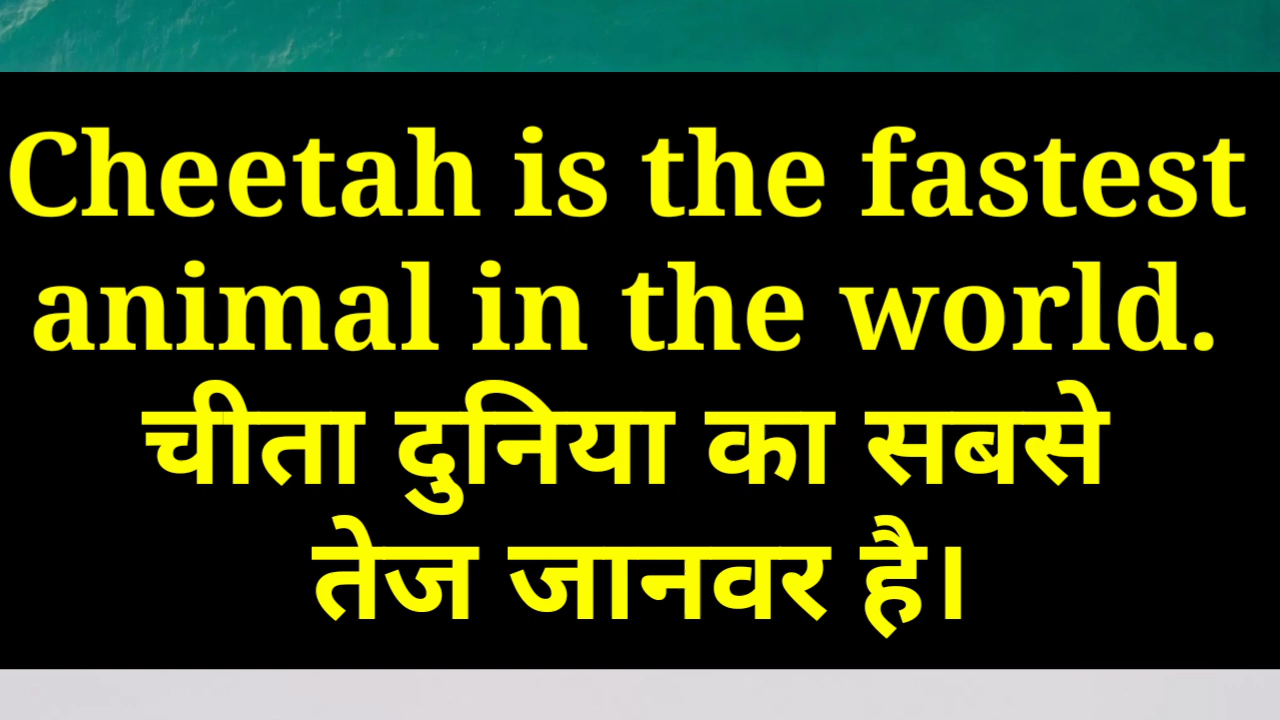 Cheetah is the fastest
animal in the world.
चीता दुनिया का सबसे
तेज जानवर है।